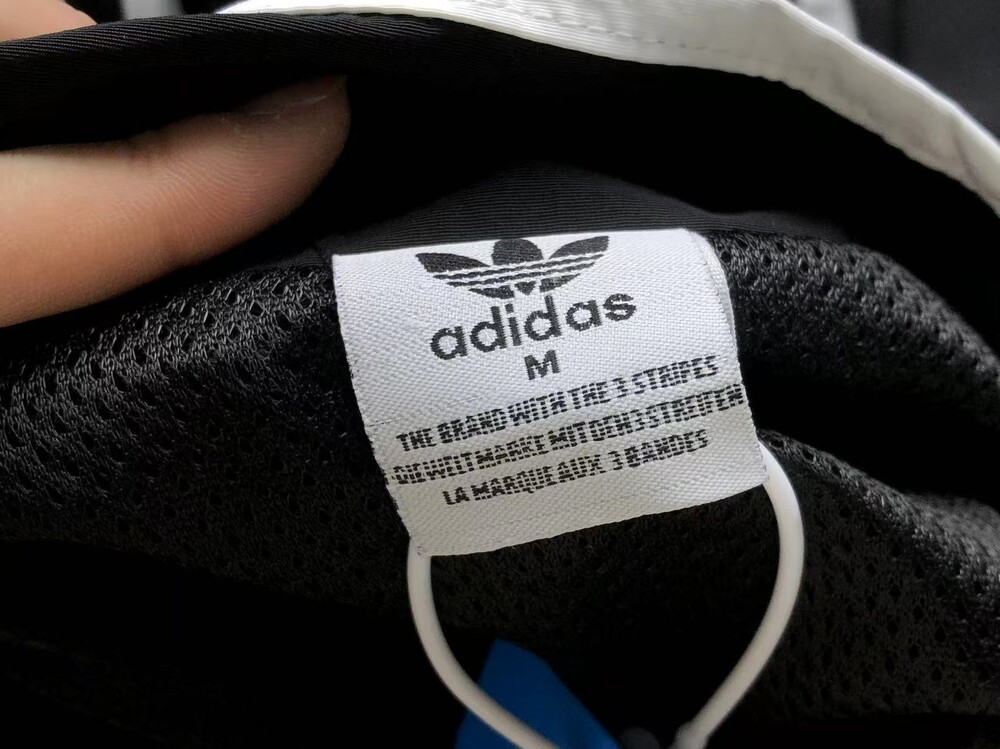 adidas
M
THE BRAND WITH THE 3 STRIPES
DIE WELTMARKE MIT DEN 3 STREIFEN
LA MARQUE AUX 3 BANDES